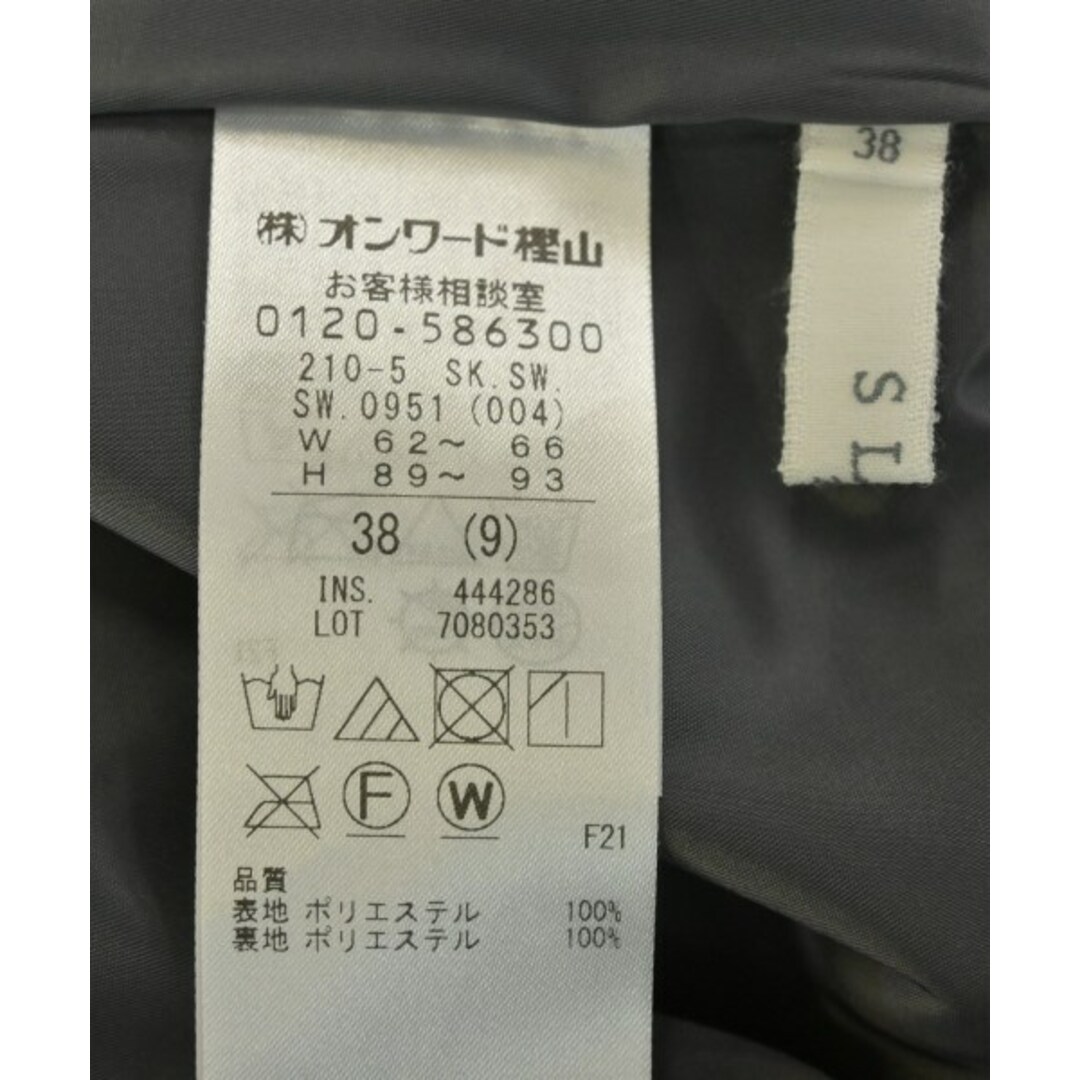 (株)オンワード樫山
お客様相談室
0120-586300
210-5 SK.SW.
SW.0951 (004)
W 62～ 66
H 89～ 93
38 (9)
INS. 444286
LOT 7080353
F
W
F21
品質
表地 ポリエステル 100%
裏地 ポリエステル 100%
38
SL